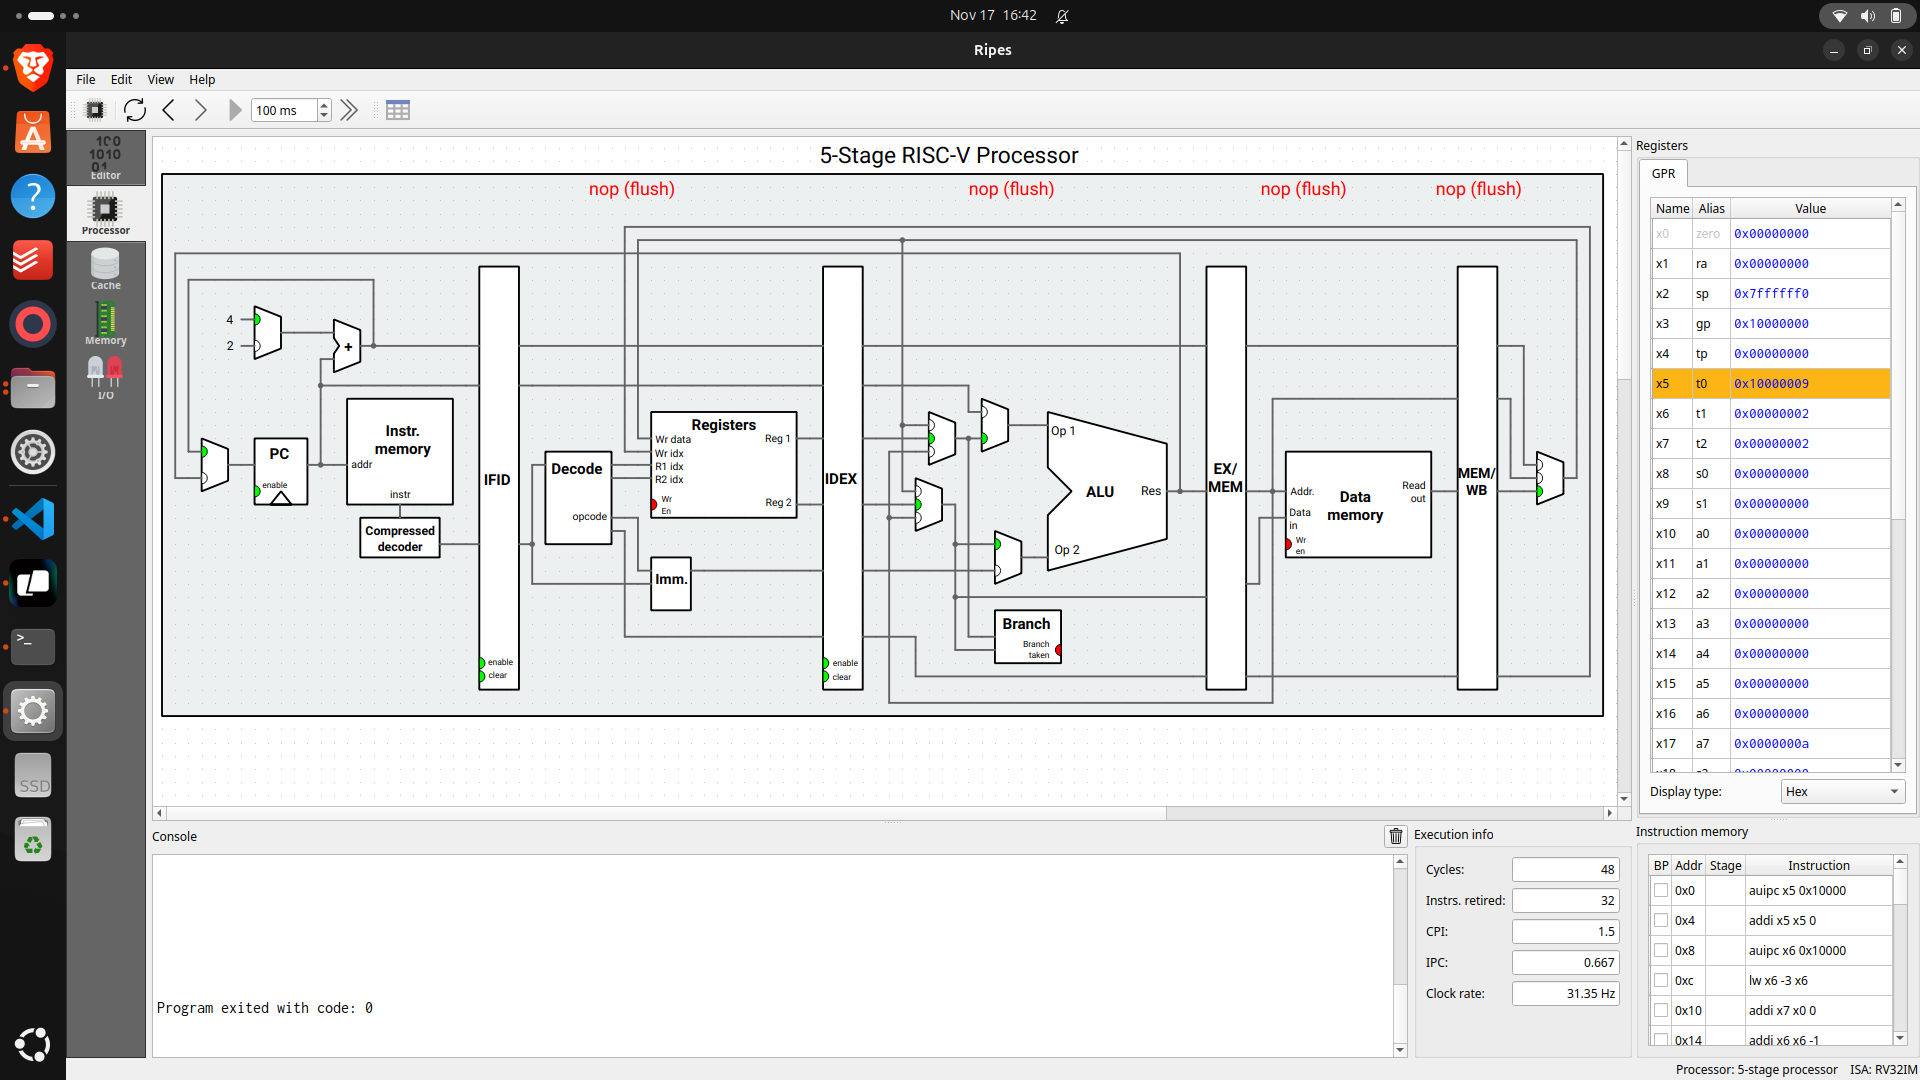 Nov 17 16:42
Ripes
File Edit View Help
100 ms
Editor
Processor
Cache
Memory
I/O
5-Stage RISC-V Processor
nop (flush) nop (flush) nop (flush) nop (flush)
4
2
+
PC
enable
Instr. memory
addr
instr
Compressed decoder
IFID
enable
clear
Decode
opcode
Registers
Wr data
Wr idx
R1 idx
R2 idx
Wr En
Reg 1
Reg 2
Imm.
IDEX
enable
clear
Op 1
ALU
Res
Op 2
Branch
Branch taken
EX/MEM
Addr.
Data in
Wr en
Data memory
Read out
MEM/WB
Registers
GPR
Name Alias Value
x0 zero 0x00000000
x1 ra 0x00000000
x2 sp 0x7ffffff0
x3 gp 0x10000000
x4 tp 0x00000000
x5 t0 0x10000009
x6 t1 0x00000002
x7 t2 0x00000002
x8 s0 0x00000000
x9 s1 0x00000000
x10 a0 0x00000000
x11 a1 0x00000000
x12 a2 0x00000000
x13 a3 0x00000000
x14 a4 0x00000000
x15 a5 0x00000000
x16 a6 0x00000000
x17 a7 0x0000000a
Display type: Hex
Console
Program exited with code: 0
Execution info
Cycles: 48
Instrs. retired: 32
CPI: 1.5
IPC: 0.667
Clock rate: 31.35 Hz
Instruction memory
BP Addr Stage Instruction
0x0 auipc x5 0x10000
0x4 addi x5 x5 0
0x8 auipc x6 0x10000
0xc lw x6 -3 x6
0x10 addi x7 x0 0
0x14 addi x6 x6 -1
Processor: 5-stage processor ISA: RV32IM
SSD